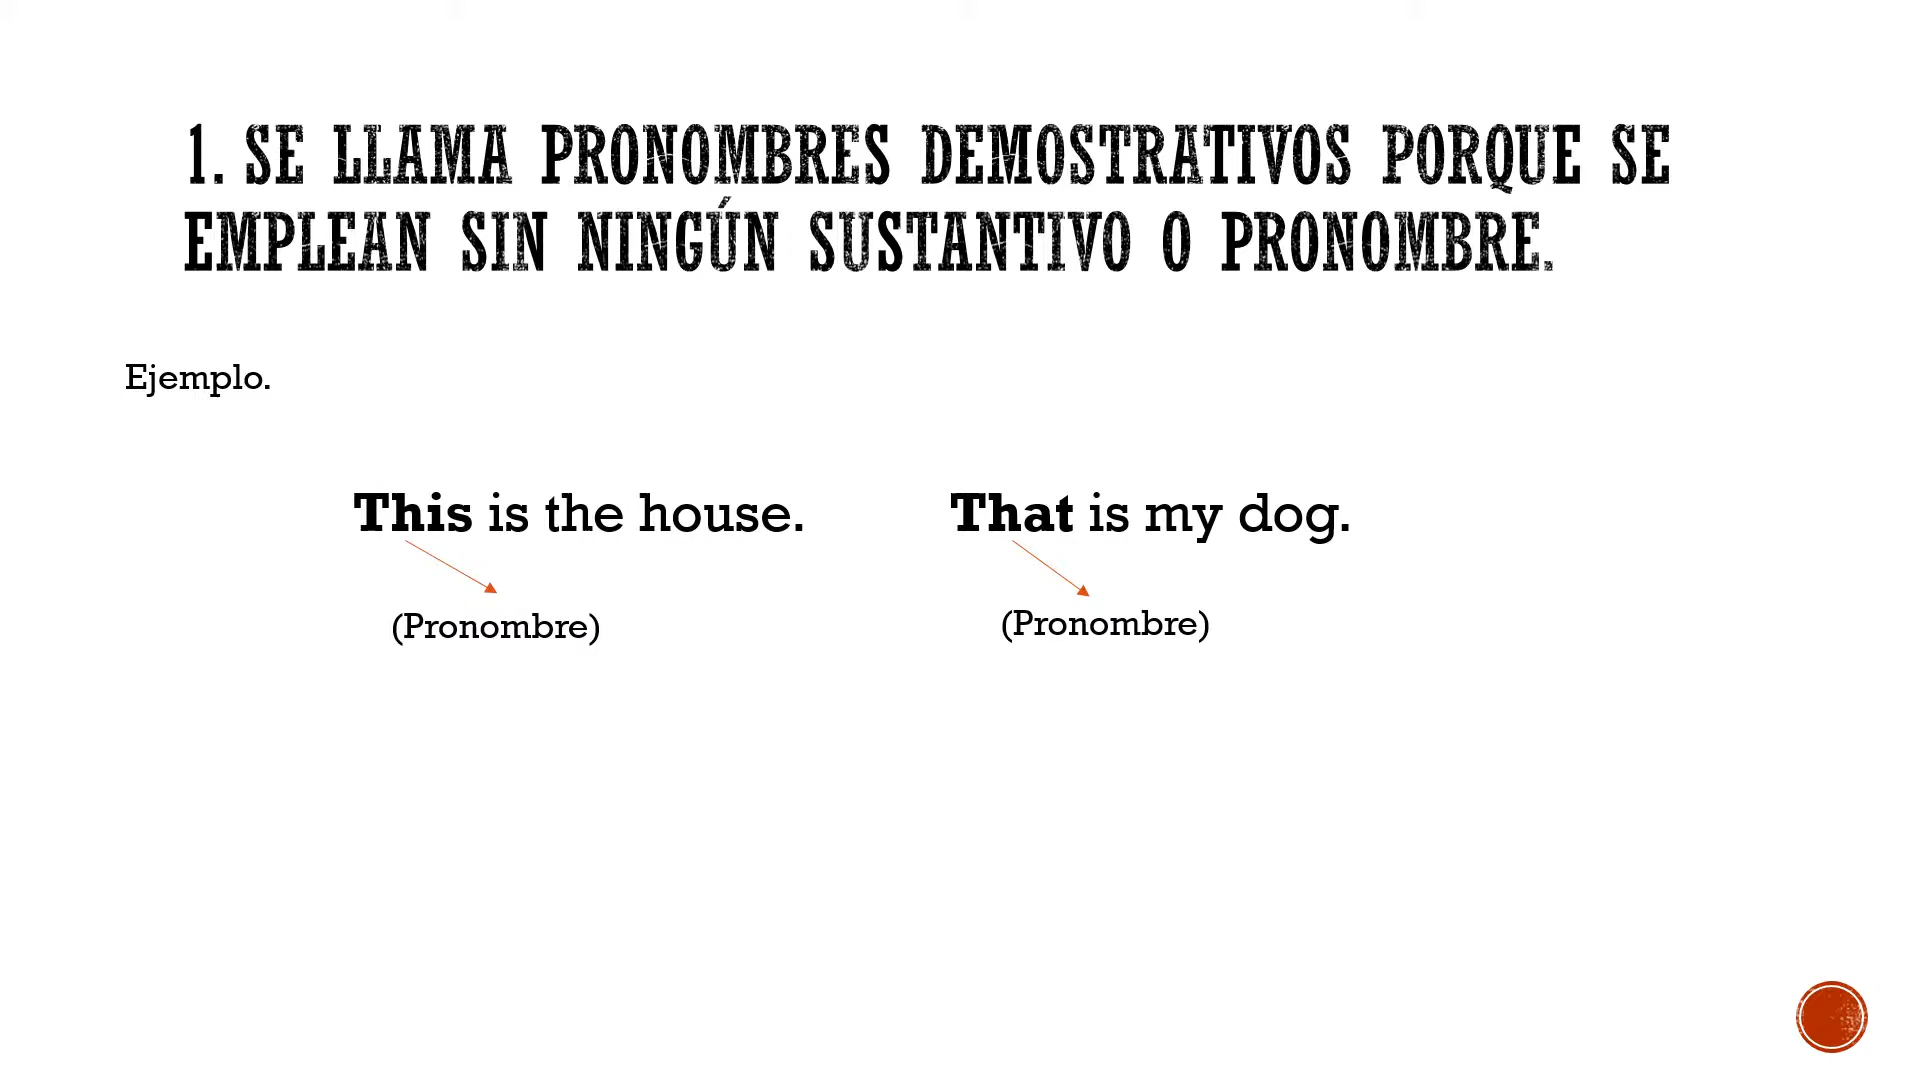 1. SE LLAMA PRONOMBRES DEMOSTRATIVOS PORQUE SE
EMPLEAN SIN NINGÚN SUSTANTIVO O PRONOMBRE.
Ejemplo.
This is the house. That is my dog.
(Pronombre) (Pronombre)